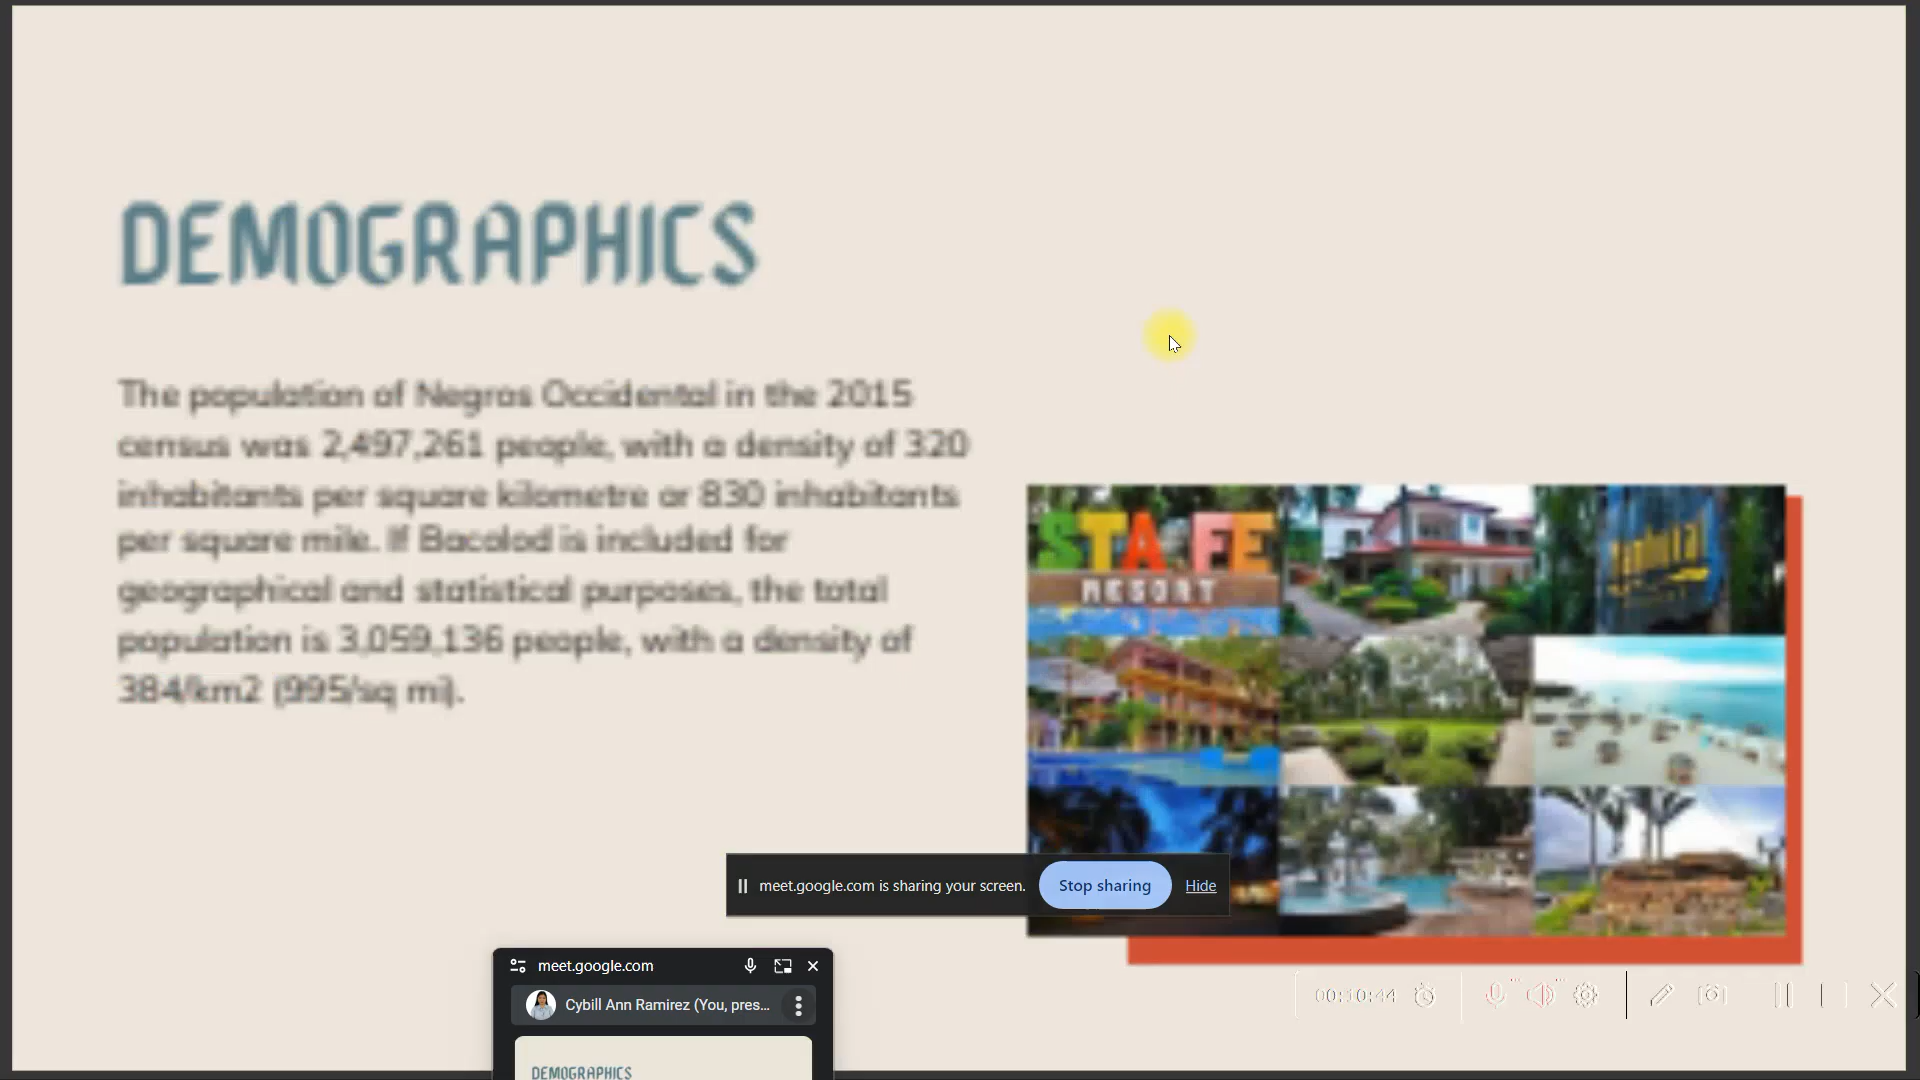 DEMOGRAPHICS
The population of Negros Occidental in the 2015
census was 2,497,261 people, with a density of 320
inhabitants per square kilometre or 830 inhabitants
per square mile. If Bacolod is included for
geographical and statistical purposes, the total
population is 3,059,136 people, with a density of
384/km2 (995/sq mi).
STA.FE
RESORT
meet.google.com is sharing your screen.
Stop sharing
Hide
meet.google.com
Cybill Ann Ramirez (You, pres...
DEMOGRAPHICS
00:10:44